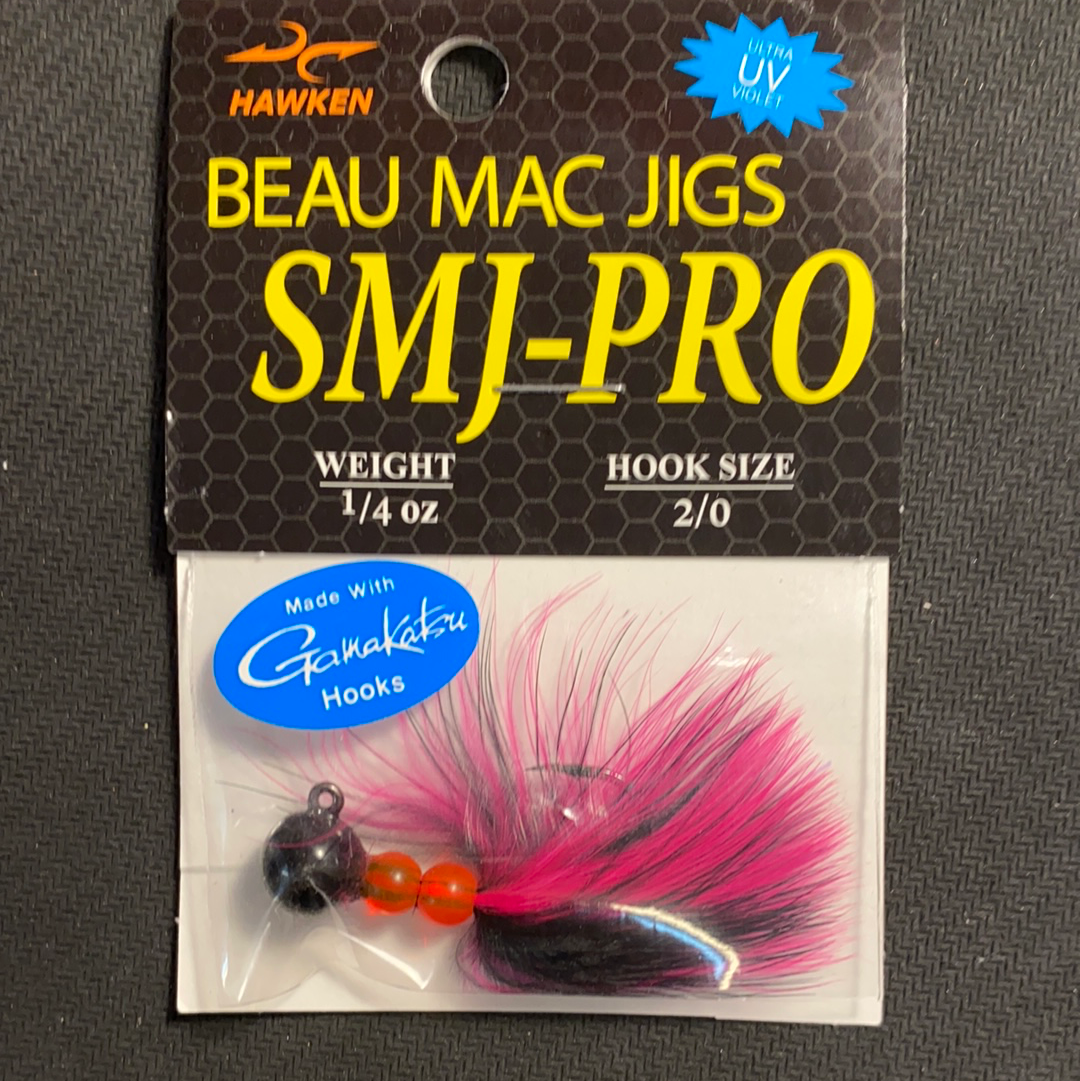 HAWKEN
ULTRA
UV
VIOLET
BEAU MAC JIGS
SMJ-PRO
WEIGHT
1/4 oz
HOOK SIZE
2/0
Made With
Gamakatsu
Hooks